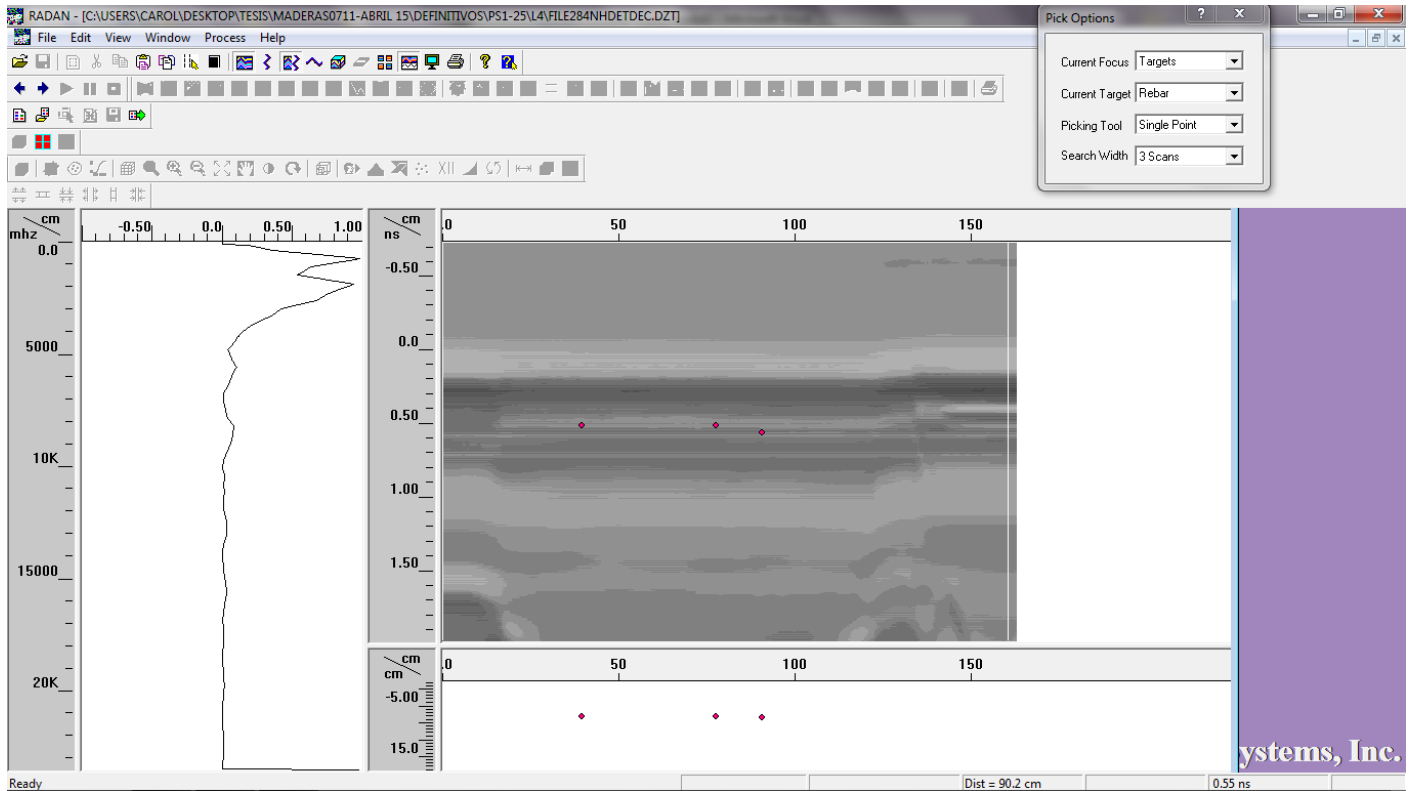 RADAN - [C:\USERS\CAROL\DESKTOP\TESIS\MADERAS0711-ABRIL 15\DEFINITIVOS\PS1-25\L4\FILE284NHDETDEC.DZT]
File Edit View Window Process Help
Pick Options
Current Focus Targets
Current Target Rebar
Picking Tool Single Point
Search Width 3 Scans
XII
cm
mhz
-0.50 0.0 0.50 1.00
0.0
5000
10K
15000
20K
cm
ns
.0 50 100 150
-0.50
0.0
0.50
1.00
1.50
cm
cm
.0 50 100 150
-5.00
15.0
ystems, Inc.
Ready Dist = 90.2 cm 0.55 ns